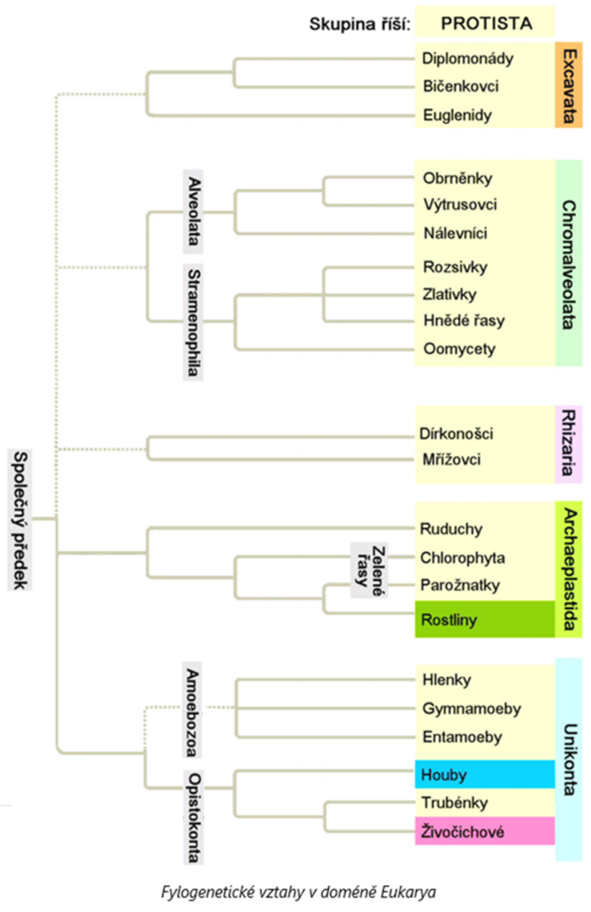 Skupina říší: PROTISTA
Diplomonády
Bičenkovci
Euglenidy
Excavata
Alveolata
Obrněnky
Výtrusovci
Nálevníci
Stramenophila
Rozsivky
Zlativky
Hnědé řasy
Oomycety
Chromalveolata
Dírkonošci
Mřížovci
Rhizaria
Společný předek
Ruduchy
Zelené
řasy
Chlorophyta
Parožnatky
Rostliny
Archaeplastida
Amoebozoa
Hlenky
Gymnamoeby
Entamoeby
Opistokonta
Houby
Trubénky
Živočichové
Unikonta
Fylogenetické vztahy v doméně Eukarya